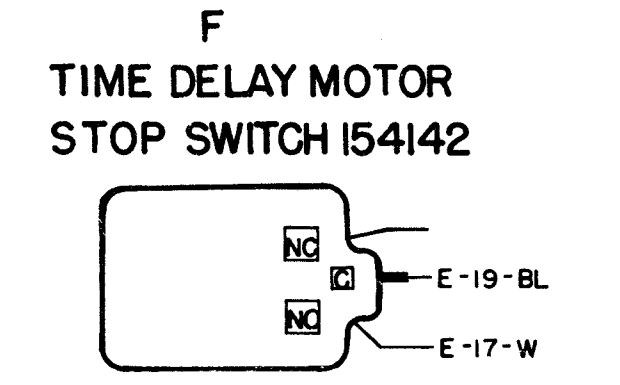 F
TIME DELAY MOTOR
STOP SWITCH 154142
NC
C
E-19-BL
NC
E-17-W